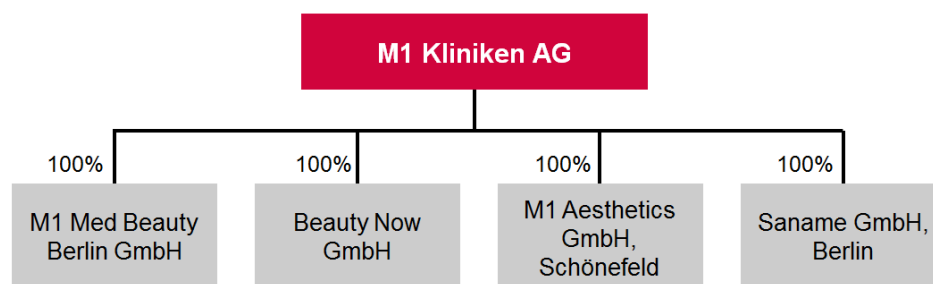 M1 Kliniken AG
100%
100%
100%
100%
M1 Med Beauty
Berlin GmbH
Beauty Now
GmbH
M1 Aesthetics
GmbH,
Schönefeld
Saname GmbH,
Berlin